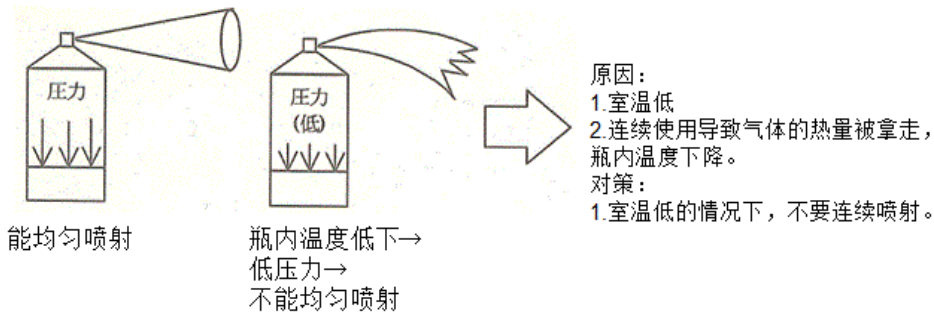 圧力
能均匀喷射
圧力
(低)
瓶内温度低下→
低压力→
不能均匀喷射
原因：
1.室温低
2.连续使用导致气体的热量被拿走，
瓶内温度下降。
对策：
1.室温低的情况下，不要连续喷射。